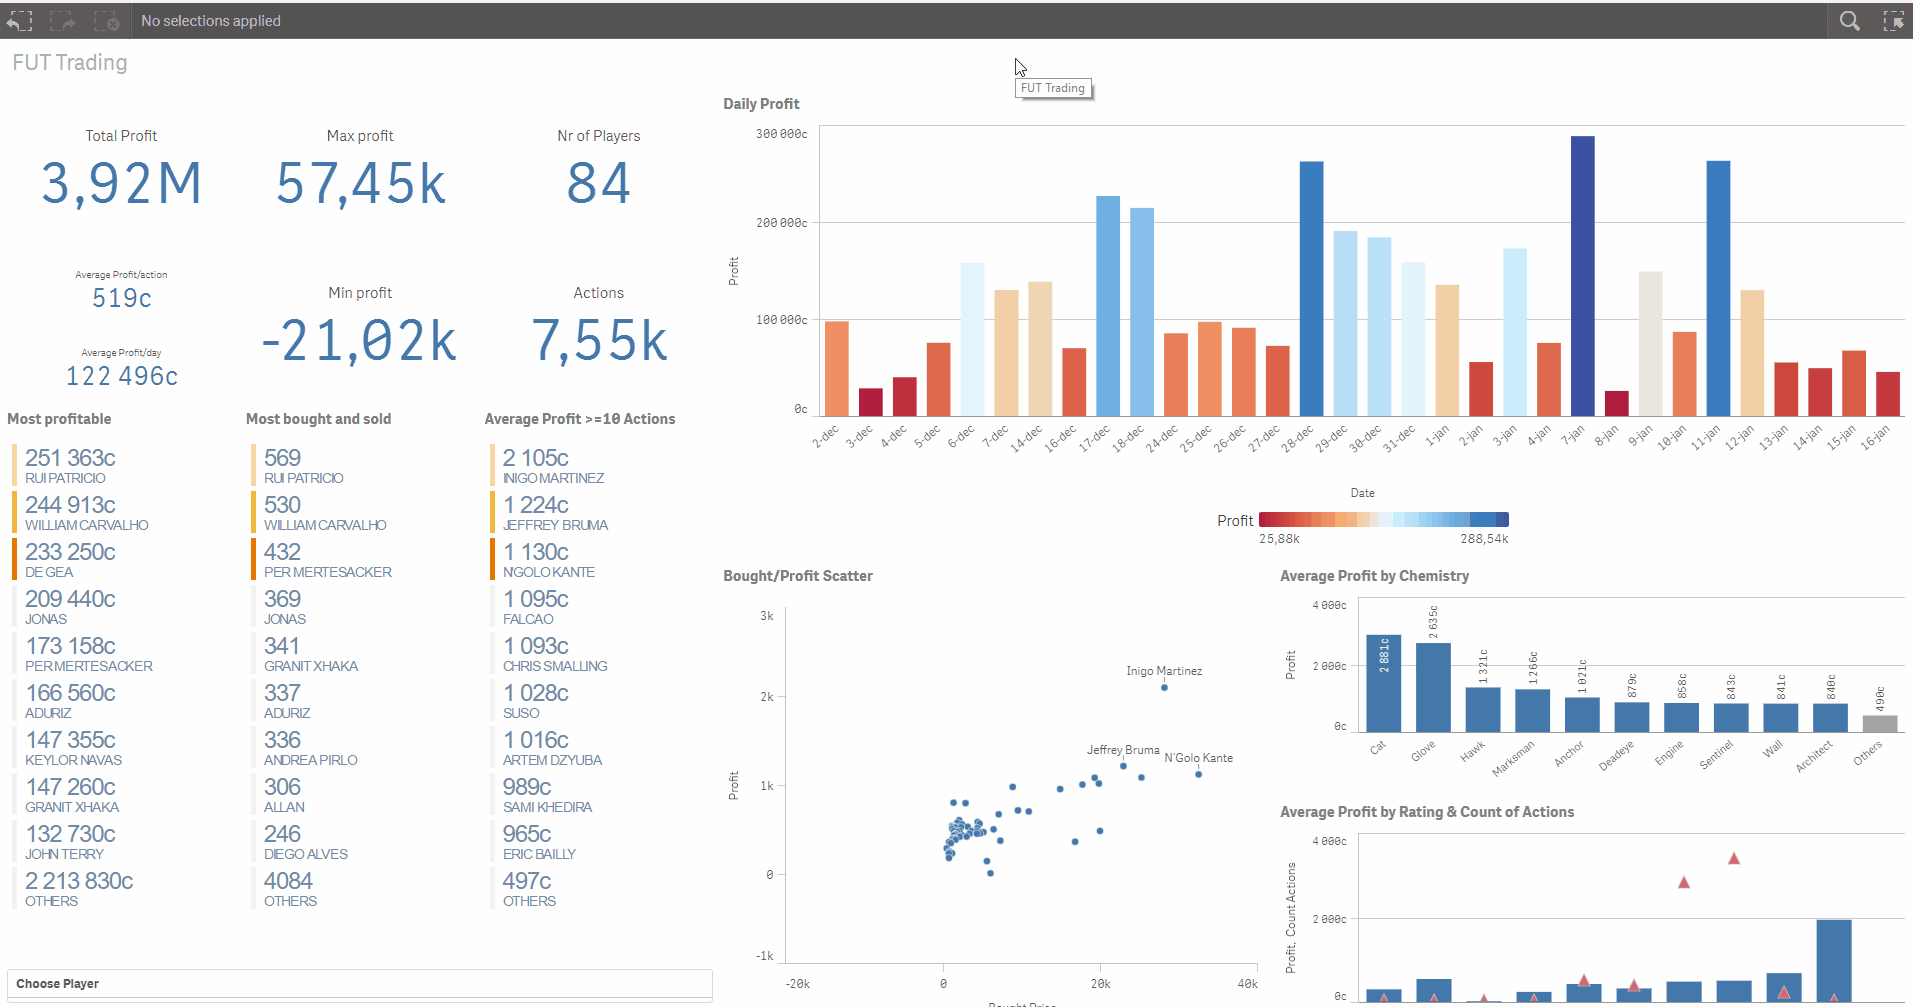 No selections applied
FUT Trading
FUT Trading
Total Profit
3,92M
Max profit
57,45k
Nr of Players
84
Average Profit/action
519c
Average Profit/day
122 496c
Min profit
-21,02k
Actions
7,55k
Most profitable
251 363c
RUI PATRICIO
244 913c
WILLIAM CARVALHO
233 250c
DE GEA
209 440c
JONAS
173 158c
PER MERTESACKER
166 560c
ADURIZ
147 355c
KEYLOR NAVAS
147 260c
GRANIT XHAKA
132 730c
JOHN TERRY
2 213 830c
OTHERS
Most bought and sold
569
RUI PATRICIO
530
WILLIAM CARVALHO
432
PER MERTESACKER
369
JONAS
341
GRANIT XHAKA
337
ADURIZ
336
ANDREA PIRLO
306
ALLAN
246
DIEGO ALVES
4084
OTHERS
Average Profit >=10 Actions
2 105c
INIGO MARTINEZ
1 224c
JEFFREY BRUMA
1 130c
N'GOLO KANTE
1 095c
FALCAO
1 093c
CHRIS SMALLING
1 028c
SUSO
1 016c
ARTEM DZYUBA
989c
SAMI KHEDIRA
965c
ERIC BAILLY
497c
OTHERS
Choose Player
Daily Profit
300 000c
200 000c
100 000c
0c
Profit
2-dec
3-dec
4-dec
5-dec
6-dec
7-dec
14-dec
16-dec
17-dec
18-dec
24-dec
25-dec
26-dec
27-dec
28-dec
29-dec
30-dec
31-dec
1-jan
2-jan
3-jan
4-jan
7-jan
8-jan
9-jan
10-jan
11-jan
12-jan
13-jan
14-jan
15-jan
16-jan
Date
Profit
25,88k
288,54k
Bought/Profit Scatter
3k
2k
1k
0
-1k
Profit
Inigo Martinez
Jeffrey Bruma
N'Golo Kante
-20k
0
20k
40k
Bought Price
Average Profit by Chemistry
4 000c
2 000c
0c
Profit
2 881c
2 635c
1 321c
1 266c
1 021c
879c
858c
843c
841c
840c
490c
Cat
Glove
Hawk
Marksman
Anchor
Deadeye
Engine
Sentinel
Wall
Architect
Others
Average Profit by Rating & Count of Actions
4 000c
2 000c
0c
Profit, Count Actions